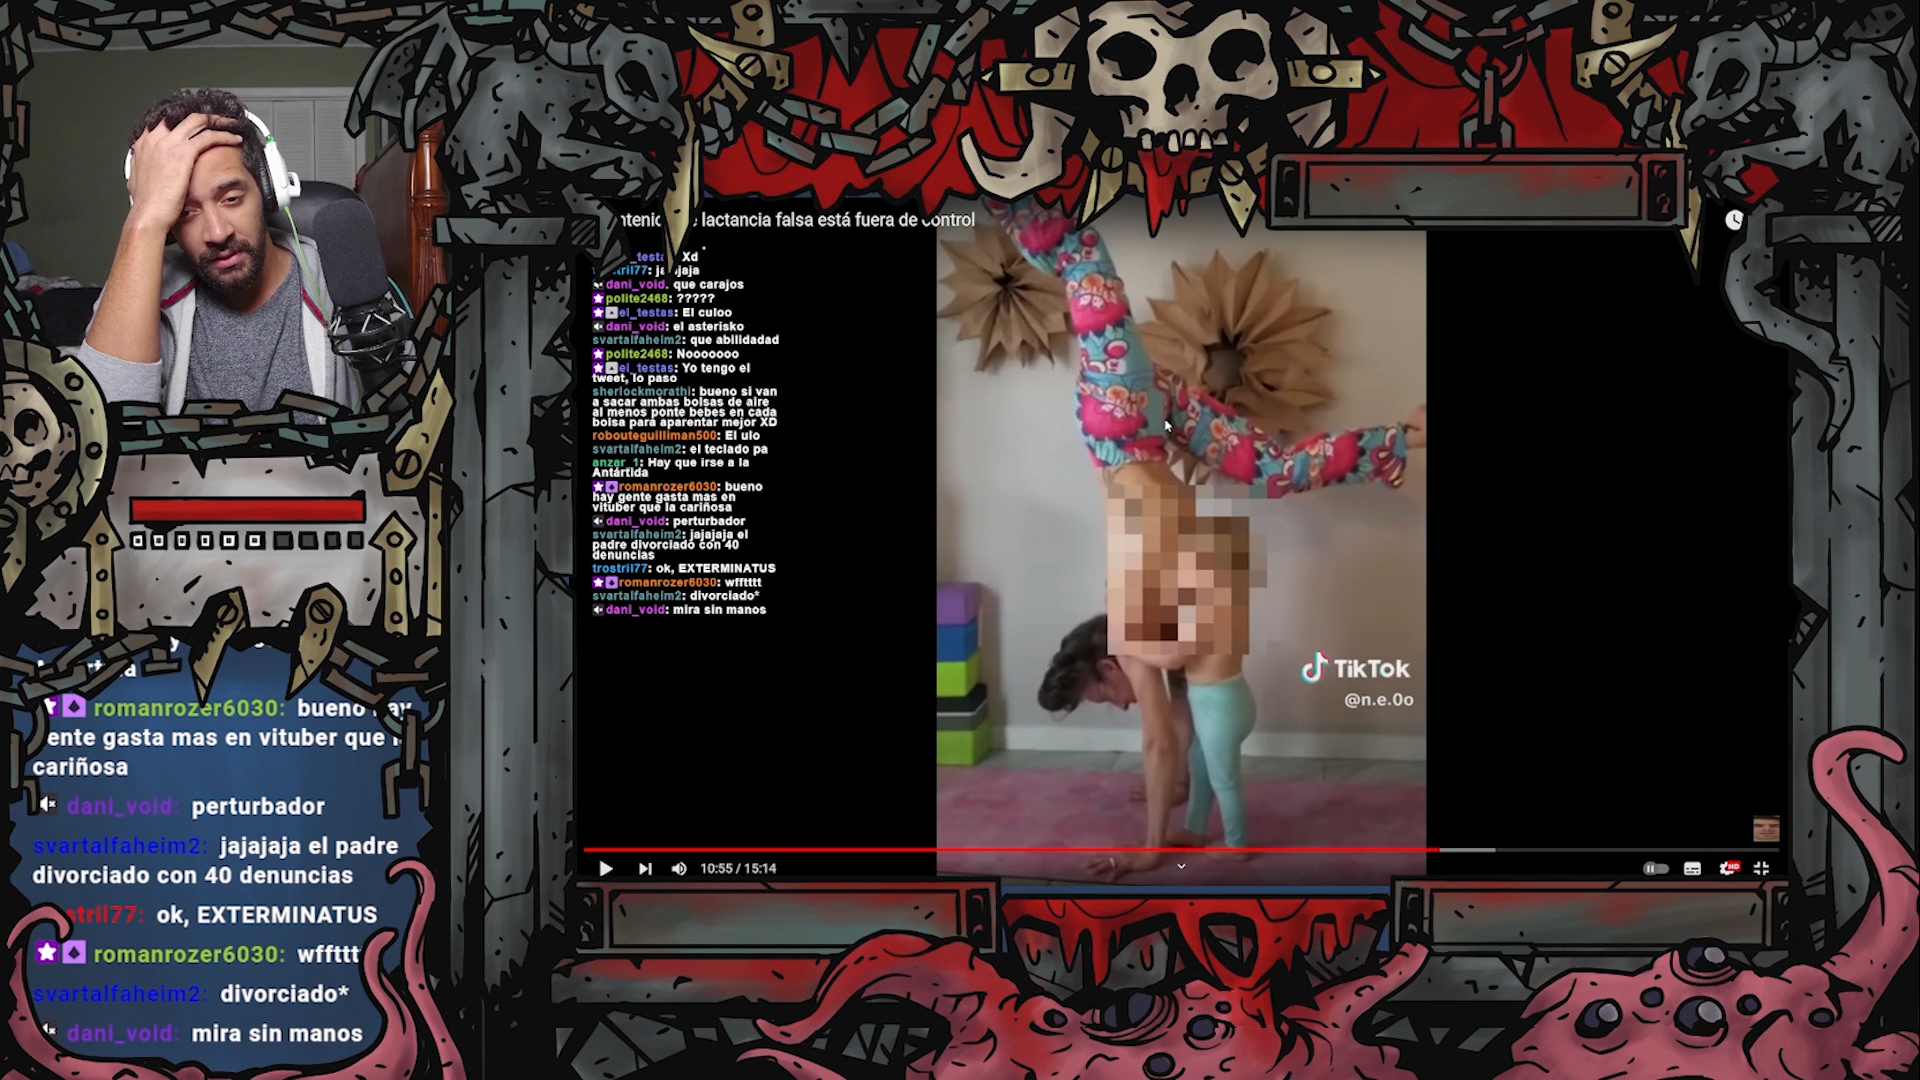 lactancia falsa está fuera de control
Xd
dani_void: que carajos
polite2468: ?????
el_testas: El culoo
dani_void: el asterisko
svartalfaheim2: que abilidadad
polite2468: Nooooooo
el_testas: Yo tengo el
tweet, lo paso
sherlockmorathi: bueno si van
a sacar ambas bolsas de aire
al menos ponte bebes en cada
bolsa para aparentar mejor XD
robouteguilliman500: El ulo
svartalfaheim2: el teclado pa
anzar_1: Hay que irse a la
Antártida
romanrozer6030: bueno
hay gente gasta mas en
vituber que la cariñosa
dani_void: perturbador
svartalfaheim2: jajajaja el
padre divorciado con 40
denuncias
trostril77: ok, EXTERMINATUS
romanrozer6030: wfftttt
svartalfaheim2: divorciado*
dani_void: mira sin manos
TikTok
@n.e.0o
10:55 / 15:14
HD
romanrozer6030: bueno hay
ente gasta mas en vituber que
cariñosa
dani_void: perturbador
svartalfaheim2: jajajaja el padre
divorciado con 40 denuncias
stril77: ok, EXTERMINATUS
romanrozer6030: wfftttt
svartalfaheim2: divorciado*
dani_void: mira sin manos